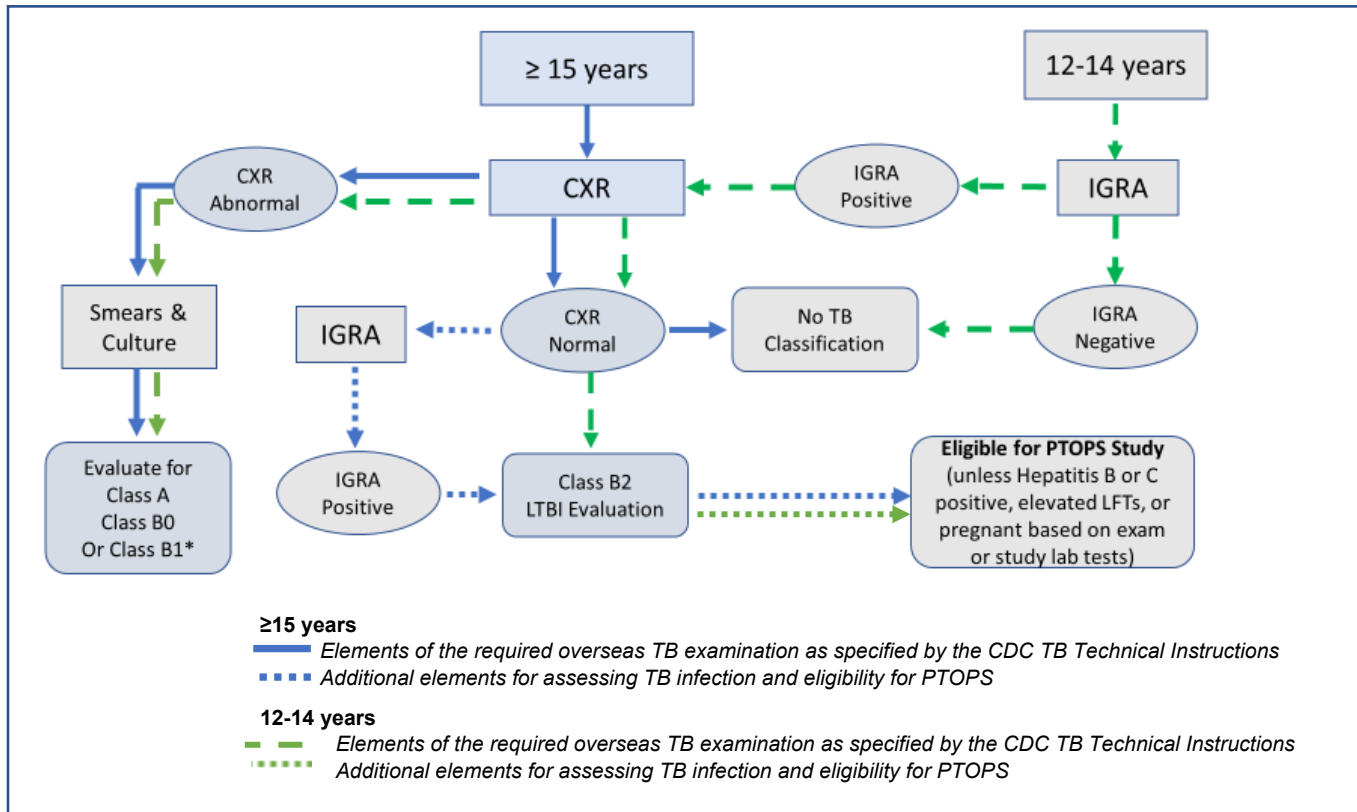 ≥ 15 years
12-14 years
CXR
Abnormal
CXR
IGRA
Positive
IGRA
Smears &
Culture
IGRA
CXR
Normal
No TB
Classification
IGRA
Negative
Evaluate for
Class A
Class B0
Or Class B1*
IGRA
Positive
Class B2
LTBI Evaluation
Eligible for PTOPS Study
(unless Hepatitis B or C
positive, elevated LFTs, or
pregnant based on exam
or study lab tests)
≥15 years
Elements of the required overseas TB examination as specified by the CDC TB Technical Instructions
Additional elements for assessing TB infection and eligibility for PTOPS
12-14 years
Elements of the required overseas TB examination as specified by the CDC TB Technical Instructions
Additional elements for assessing TB infection and eligibility for PTOPS